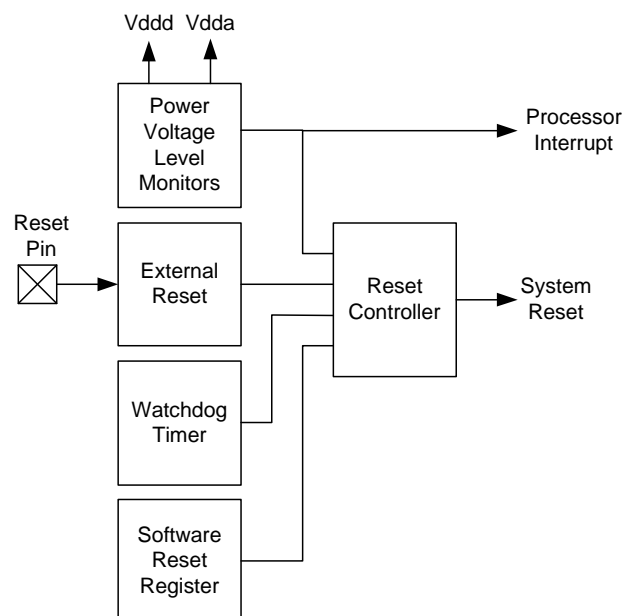 Vddd Vdda
Power
Voltage
Level
Monitors
Processor
Interrupt
Reset
Pin
External
Reset
Reset
Controller
System
Reset
Watchdog
Timer
Software
Reset
Register